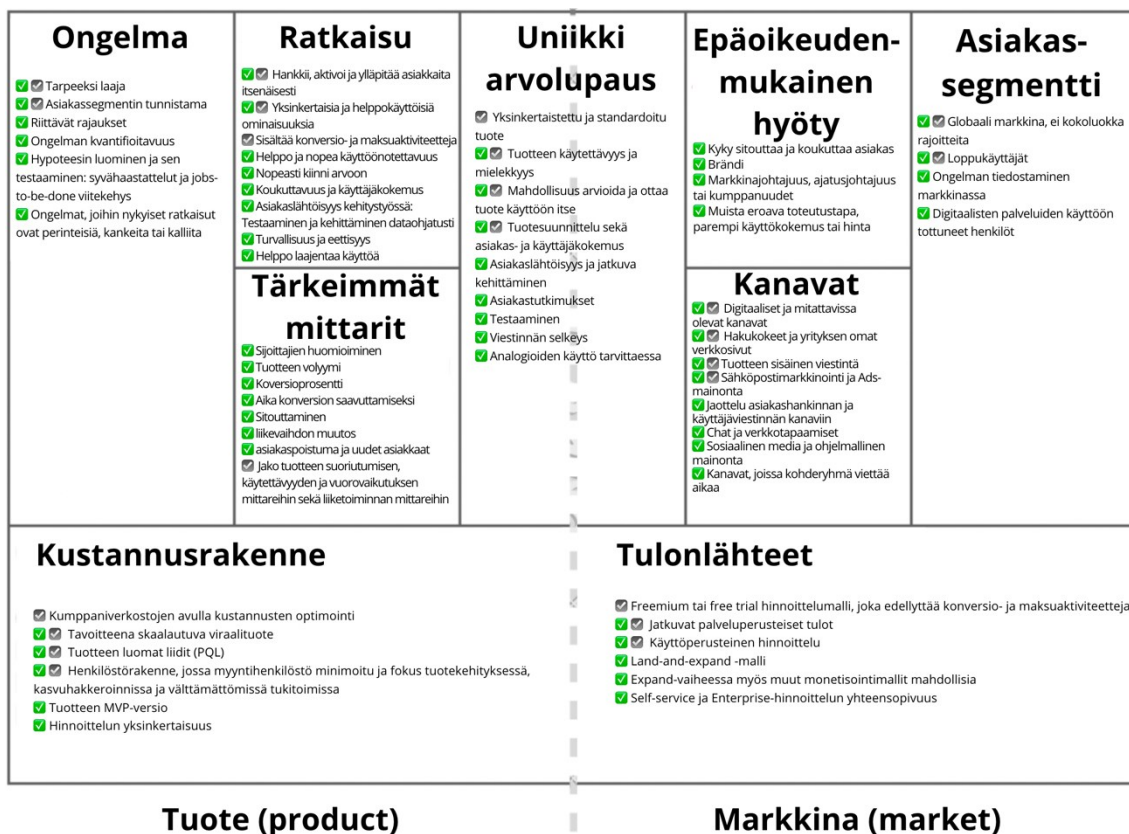 Ongelma
✅ ☑ Tarpeeksi laaja
✅ ☑ Asiakassegmentin tunnistama
✅ Riittävät rajaukset
✅ Ongelman kvantifioitavuus
✅ Hypoteesin luominen ja sen
testaaminen: syvähaastattelut ja jobs-
to-be-done viitekehys
✅ Ongelmat, joihin nykyiset ratkaisut
ovat perinteisiä, kankeita tai kalliita
Ratkaisu
✅ ☑ Hankkii, aktivoi ja ylläpitää asiakkaita
itsenäisesti
✅ ☑ Yksinkertaisia ja helppokäyttöisiä
ominaisuuksia
☑ Sisältää konversio- ja maksuaktiviteetteja
✅ Helppo ja nopea käyttöönotettavuus
✅ Nopeasti kiinni arvoon
✅ Koukuttavuus ja käyttäjäkokemus
✅ Asiakaslähtöisyys kehitystyössä:
Testaaminen ja kehittäminen dataohjatusti
✅ Turvallisuus ja eettisyys
✅ Helppo laajentaa käyttöä
Tärkeimmät
mittarit
✅ Sijoittajien huomioiminen
✅ Tuotteen volyymi
✅ Koversioprosentti
✅ Aika konversion saavuttamiseksi
✅ Sitouttaminen
✅ liikevaihdon muutos
✅ asiakaspoistuma ja uudet asiakkaat
☑ Jako tuotteen suoriutumisen,
käytettävyyden ja vuorovaikutuksen
mittareihin sekä liiketoiminnan mittareihin
Uniikki
arvolupaus
☑ Yksinkertaistettu ja standardoitu
tuote
✅ ☑ Tuotteen käytettävyys ja
mielekkyys
✅ ☑ Mahdollisuus arvioida ja ottaa
tuote käyttöön itse
✅ ☑ Tuotesuunnittelu sekä
asiakas- ja käyttäjäkokemus
✅ Asiakaslähtöisyys ja jatkuva
kehittäminen
✅ Asiakastutkimukset
✅ Testaaminen
✅ Viestinnän selkeys
✅ Analogioiden käyttö tarvittaessa
Epäoikeuden-
mukainen
hyöty
✅ Kyky sitouttaa ja koukuttaa asiakas
✅ Brändi
✅ Markkinajohtajuus, ajatusjohtajuus
tai kumppanuudet
✅ Muista eroava toteutustapa,
parempi käyttökokemus tai hinta
Kanavat
✅ ☑ Digitaaliset ja mitattavissa
olevat kanavat
✅ ☑ Hakukokeet ja yrityksen omat
verkkosivut
✅ ☑ Tuotteen sisäinen viestintä
✅ ☑ Sähköpostimarkkinointi ja Ads-
mainonta
✅ Jaottelu asiakashankinnan ja
käyttäjäviestinnän kanaviin
✅ Chat ja verkkotapaamiset
✅ Sosiaalinen media ja ohjelmallinen
mainonta
✅ Kanavat, joissa kohderyhmä viettää
aikaa
Asiakas-
segmentti
✅ ☑ Globaali markkina, ei kokoluokka
rajoitteita
✅ ☑ Loppukäyttäjät
✅ Ongelman tiedostaminen
markkinassa
✅ Digitaalisten palveluiden käyttöön
tottuneet henkilöt
Kustannusrakenne
☑ Kumppaniverkostojen avulla kustannusten optimointi
✅ ☑ Tavoitteena skaalautuva viraalituote
✅ ☑ Tuotteen luomat liidit (PQL)
✅ ☑ Henkilöstörakenne, jossa myyntihenkilöstö minimoitu ja fokus tuotekehityksessä,
kasvuhakkeroinnissa ja välttämättömissä tukitoimissa
✅ Tuotteen MVP-versio
✅ Hinnoittelun yksinkertaisuus
Tulonlähteet
☑ Freemium tai free trial hinnoittelumalli, joka edellyttää konversio- ja maksuaktiviteetteja
✅ ☑ Jatkuvat palveluperusteiset tulot
✅ ☑ Käyttöperusteinen hinnoittelu
✅ Land-and-expand -malli
✅ Expand-vaiheessa myös muut monetisointimallit mahdollisia
✅ Self-service ja Enterprise-hinnoittelun yhteensopivuus
Tuote (product)
Markkina (market)